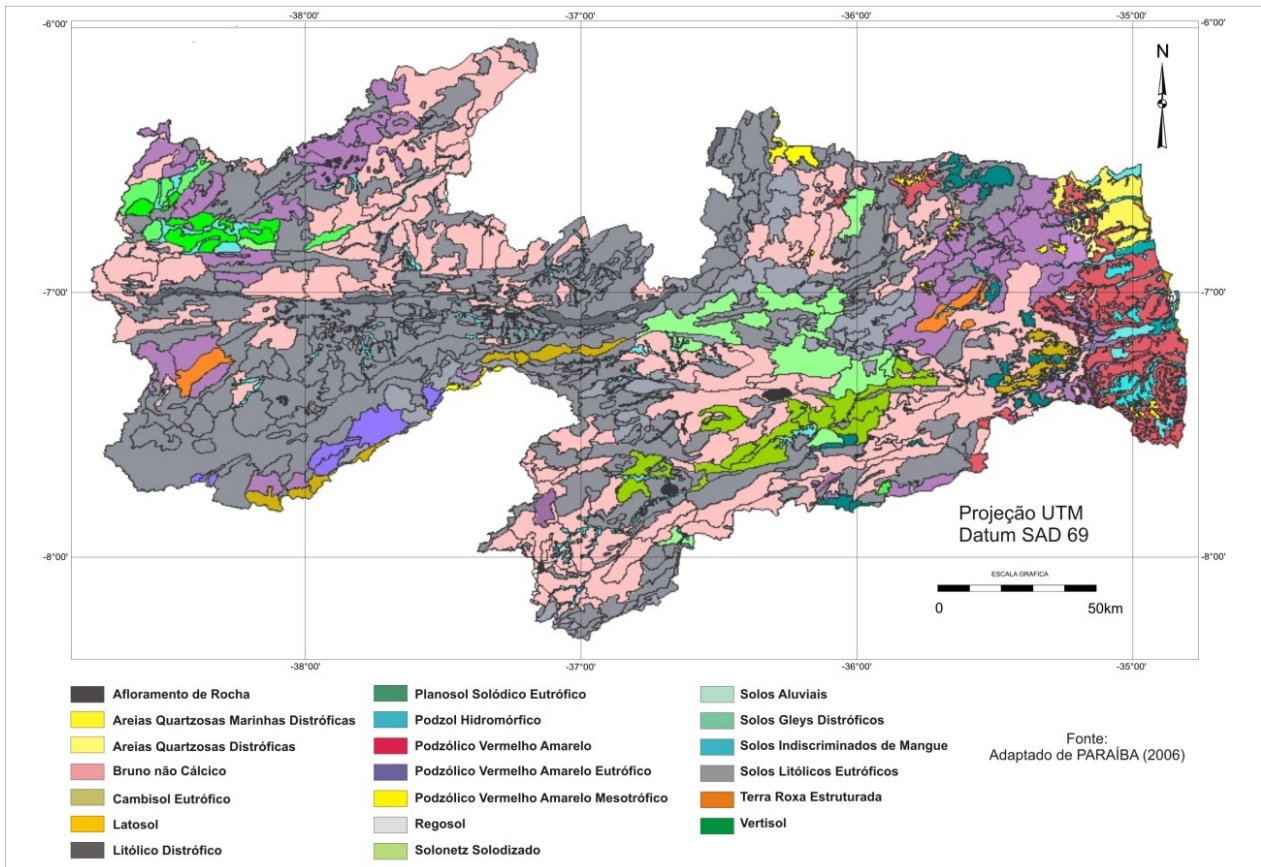 -38°00'
-37°00'
-36°00'
-35°00'
-6°00'
-6°00'
N
-7°00'
-7°00'
Projeção UTM
Datum SAD 69
-8°00'
-8°00'
ESCALA GRAFICA
0 50km
-38°00'
-37°00'
-36°00'
-35°00'
Afloramento de Rocha
Areias Quartzosas Marinhas Distróficas
Areias Quartzosas Distróficas
Bruno não Cálcico
Cambisol Eutrófico
Latosol
Litólico Distrófico
Planosol Solódico Eutrófico
Podzol Hidromórfico
Podzólico Vermelho Amarelo
Podzólico Vermelho Amarelo Eutrófico
Podzólico Vermelho Amarelo Mesotrófico
Regosol
Solonetz Solodizado
Solos Aluviais
Solos Gleys Distróficos
Solos Indiscriminados de Mangue
Solos Litólicos Eutróficos
Terra Roxa Estruturada
Vertisol
Fonte:
Adaptado de PARAÍBA (2006)